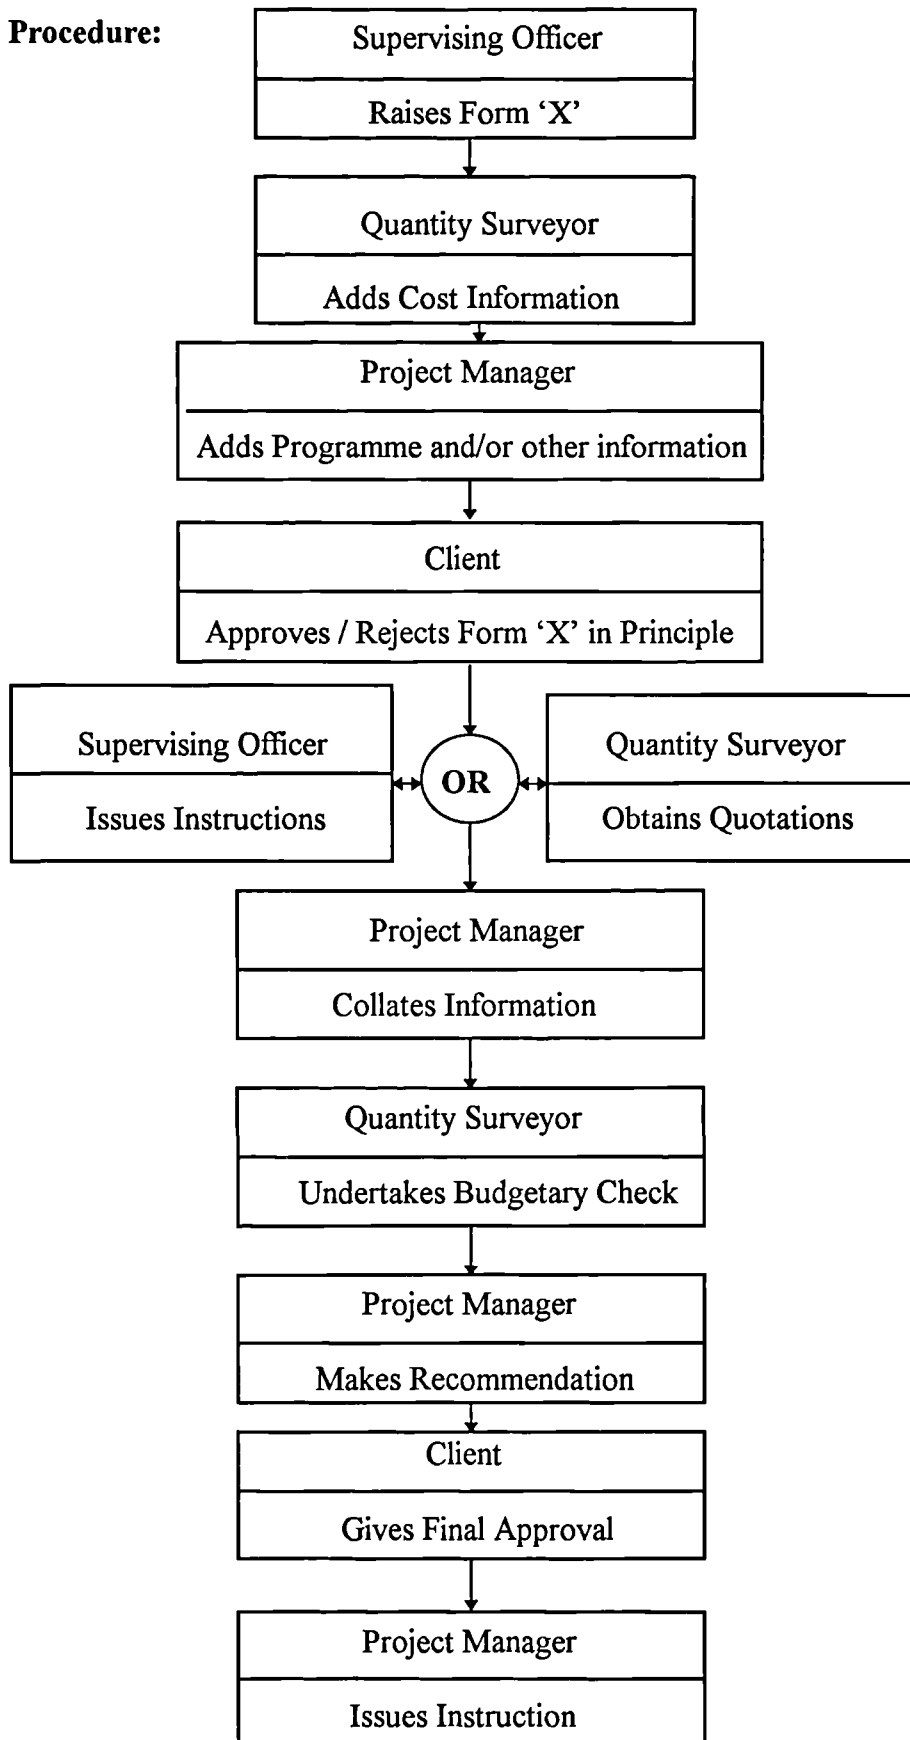 Procedure:
Supervising Officer
Raises Form ‘X’
Quantity Surveyor
Adds Cost Information
Project Manager
Adds Programme and/or other information
Client
Approves / Rejects Form ‘X’ in Principle
Supervising Officer
Issues Instructions
OR
Quantity Surveyor
Obtains Quotations
Project Manager
Collates Information
Quantity Surveyor
Undertakes Budgetary Check
Project Manager
Makes Recommendation
Client
Gives Final Approval
Project Manager
Issues Instruction